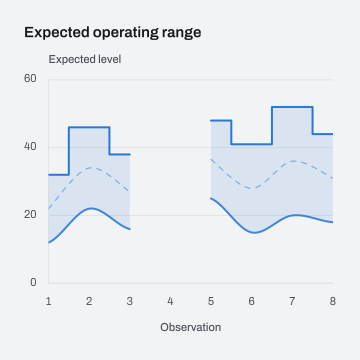 Expected operating range
Expected level
60
40
20
0
1 2 3 4 5 6 7 8
Observation